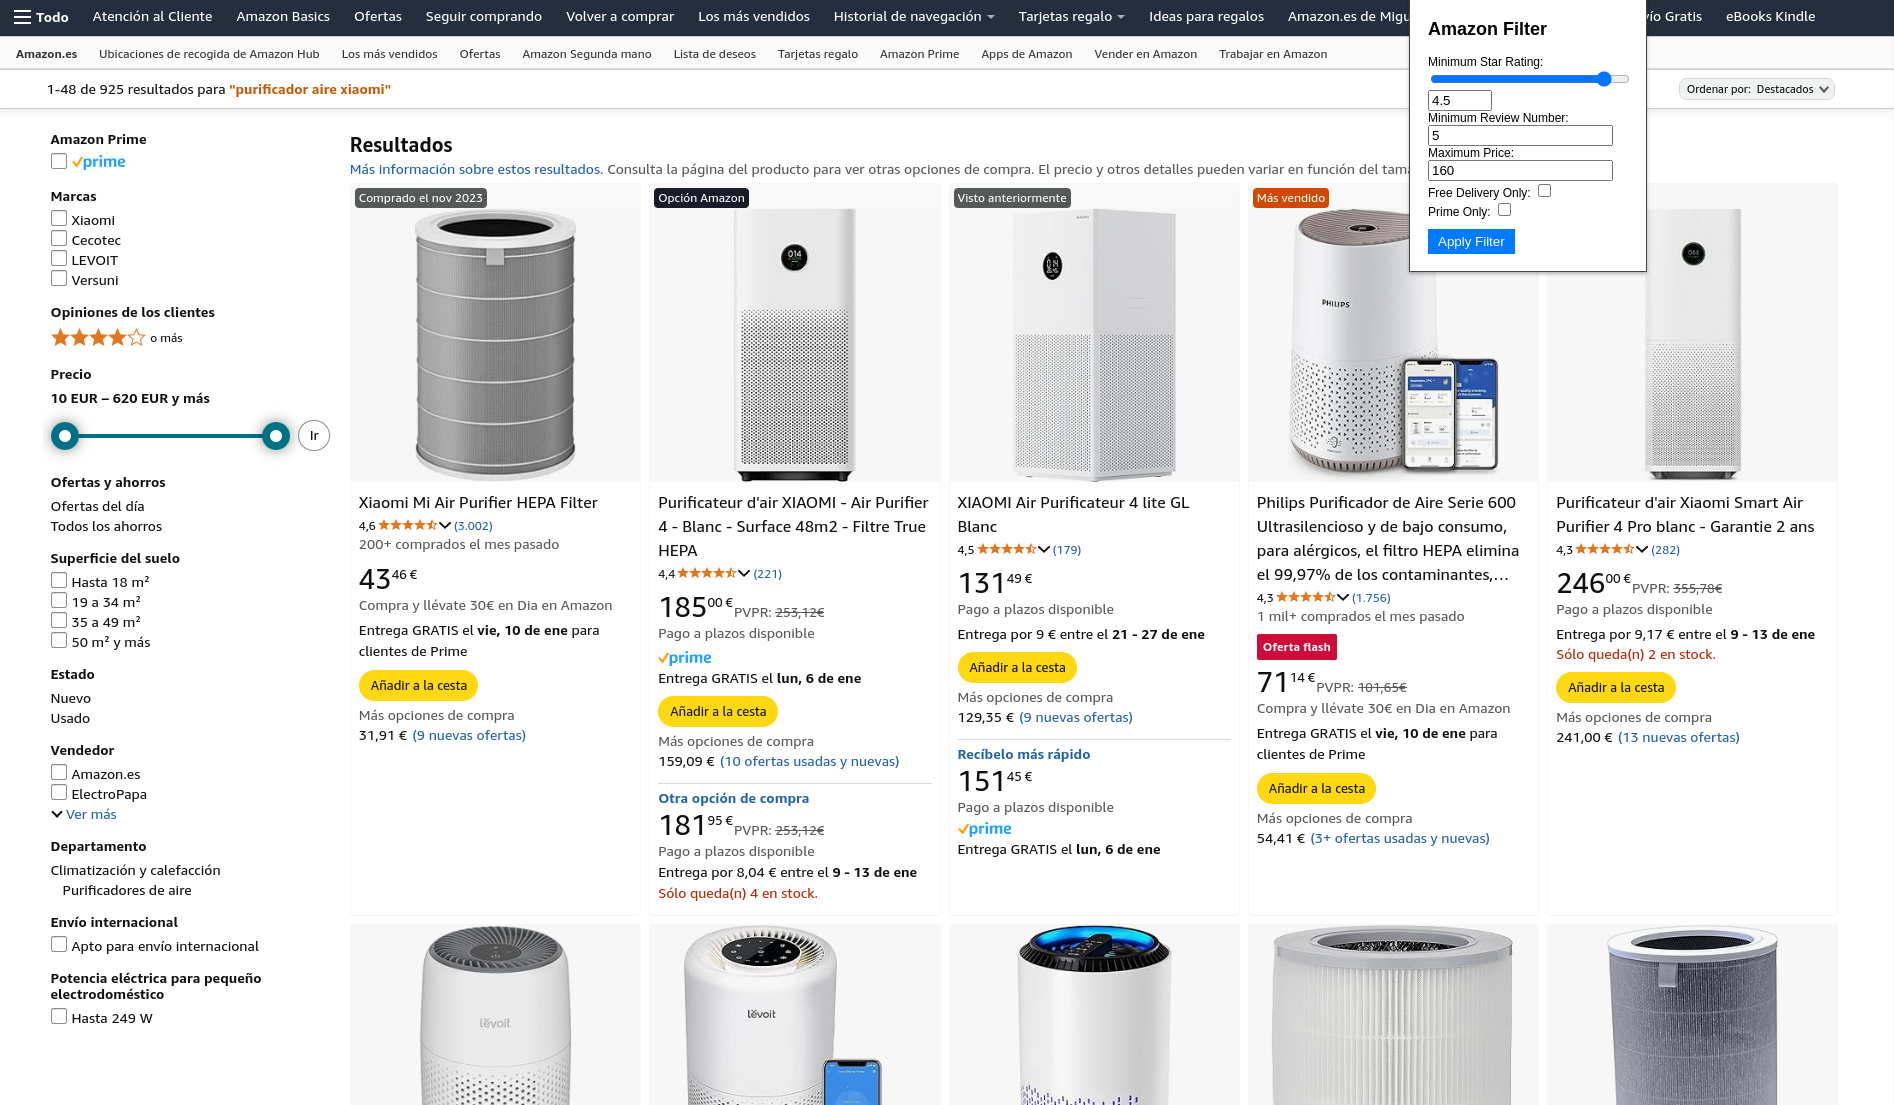 Todo
Atención al Cliente
Amazon Basics
Ofertas
Seguir comprando
Volver a comprar
Los más vendidos
Historial de navegación
Tarjetas regalo
Ideas para regalos
Amazon.es de Migu
ío Gratis
eBooks Kindle
Amazon.es
Ubicaciones de recogida de Amazon Hub
Los más vendidos
Ofertas
Amazon Segunda mano
Lista de deseos
Tarjetas regalo
Amazon Prime
Apps de Amazon
Vender en Amazon
Trabajar en Amazon
1-48 de 925 resultados para "purificador aire xiaomi"
Ordenar por: Destacados
Amazon Filter
Minimum Star Rating:
4.5
Minimum Review Number:
5
Maximum Price:
160
Free Delivery Only:
Prime Only:
Apply Filter
Amazon Prime
prime
Marcas
Xiaomi
Cecotec
LEVOIT
Versuni
Opiniones de los clientes
o más
Precio
10 EUR – 620 EUR y más
Ir
Ofertas y ahorros
Ofertas del día
Todos los ahorros
Superficie del suelo
Hasta 18 m²
19 a 34 m²
35 a 49 m²
50 m² y más
Estado
Nuevo
Usado
Vendedor
Amazon.es
ElectroPapa
Ver más
Departamento
Climatización y calefacción
Purificadores de aire
Envío internacional
Apto para envío internacional
Potencia eléctrica para pequeño
electrodoméstico
Hasta 249 W
Resultados
Más información sobre estos resultados. Consulta la página del producto para ver otras opciones de compra. El precio y otros detalles pueden variar en función del tama
Comprado el nov 2023
Xiaomi Mi Air Purifier HEPA Filter
4,6 (3.002)
200+ comprados el mes pasado
43 46 €
Compra y llévate 30€ en Dia en Amazon
Entrega GRATIS el vie, 10 de ene para
clientes de Prime
Añadir a la cesta
Más opciones de compra
31,91 € (9 nuevas ofertas)
Opción Amazon
014
Purificateur d'air XIAOMI - Air Purifier
4 - Blanc - Surface 48m2 - Filtre True
HEPA
4,4 (221)
185 00 € PVPR: 253,12€
Pago a plazos disponible
prime
Entrega GRATIS el lun, 6 de ene
Añadir a la cesta
Más opciones de compra
159,09 € (10 ofertas usadas y nuevas)
Otra opción de compra
181 95 € PVPR: 253,12€
Pago a plazos disponible
Entrega por 8,04 € entre el 9 - 13 de ene
Sólo queda(n) 4 en stock.
Visto anteriormente
XIAOMI Air Purificateur 4 lite GL
Blanc
4,5 (179)
131 49 €
Pago a plazos disponible
Entrega por 9 € entre el 21 - 27 de ene
Añadir a la cesta
Más opciones de compra
129,35 € (9 nuevas ofertas)
Recíbelo más rápido
151 45 €
Pago a plazos disponible
prime
Entrega GRATIS el lun, 6 de ene
Más vendido
PHILIPS
Philips Purificador de Aire Serie 600
Ultrasilencioso y de bajo consumo,
para alérgicos, el filtro HEPA elimina
el 99,97% de los contaminantes,…
4,3 (1.756)
1 mil+ comprados el mes pasado
Oferta flash
71 14 € PVPR: 101,65€
Compra y llévate 30€ en Dia en Amazon
Entrega GRATIS el vie, 10 de ene para
clientes de Prime
Añadir a la cesta
Más opciones de compra
54,41 € (3+ ofertas usadas y nuevas)
Purificateur d'air Xiaomi Smart Air
Purifier 4 Pro blanc - Garantie 2 ans
4,3 (282)
246 00 € PVPR: 355,78€
Pago a plazos disponible
Entrega por 9,17 € entre el 9 - 13 de ene
Sólo queda(n) 2 en stock.
Añadir a la cesta
Más opciones de compra
241,00 € (13 nuevas ofertas)
levoit
levoit